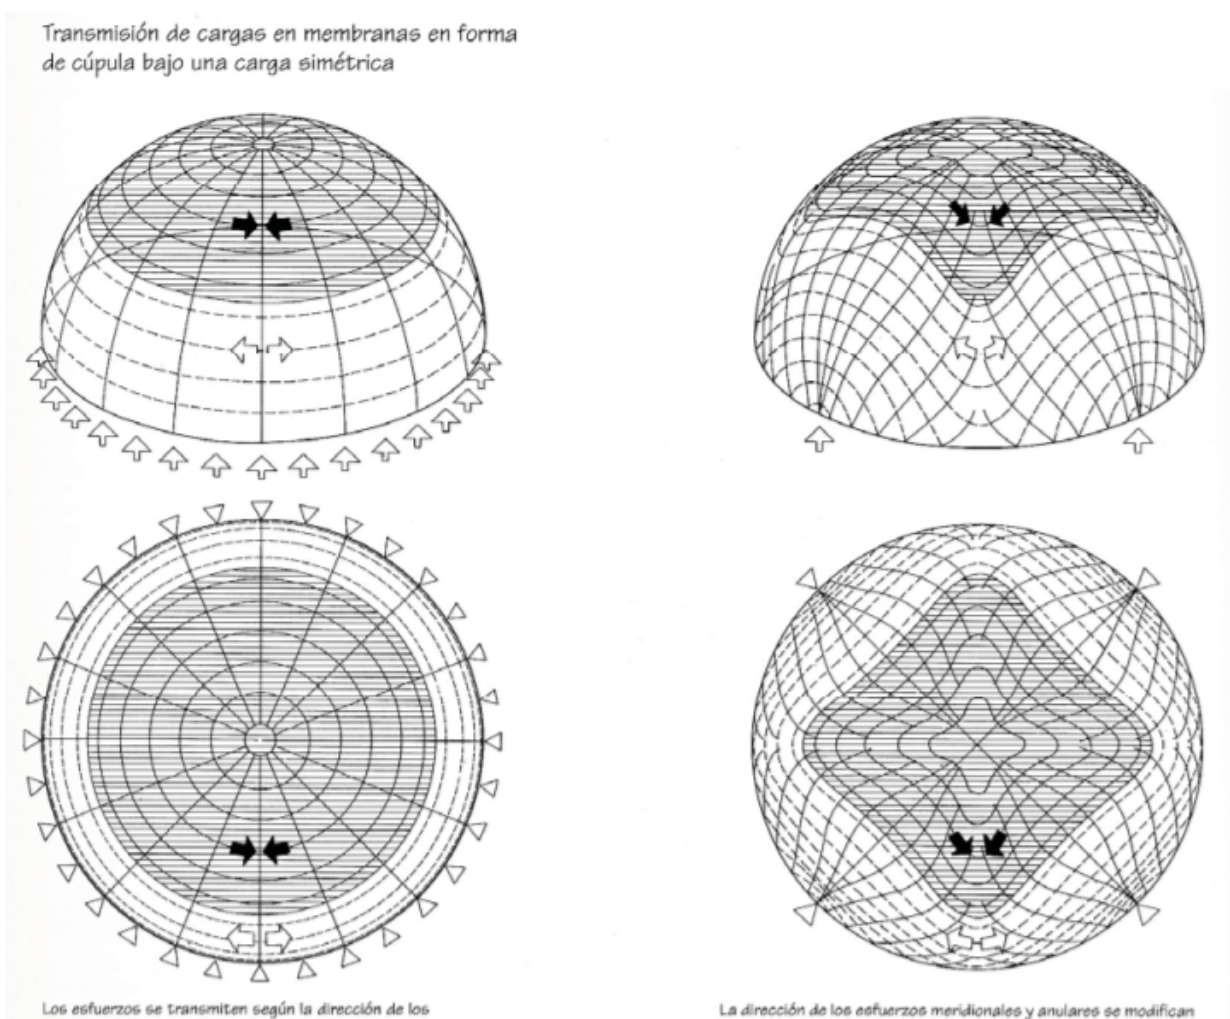 Transmisión de cargas en membranas en forma
de cúpula bajo una carga simétrica
Los esfuerzos se transmiten según la dirección de los
La dirección de los esfuerzos meridionales y anulares se modifican